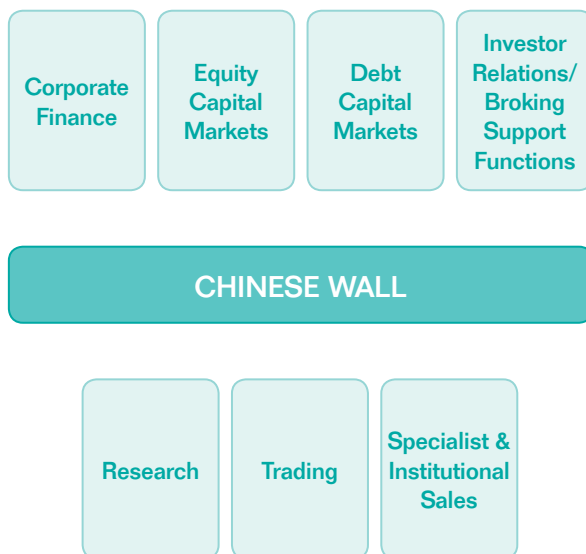 Corporate
Finance
Equity
Capital
Markets
Debt
Capital
Markets
Investor
Relations/
Broking
Support
Functions
CHINESE WALL
Research
Trading
Specialist &
Institutional
Sales